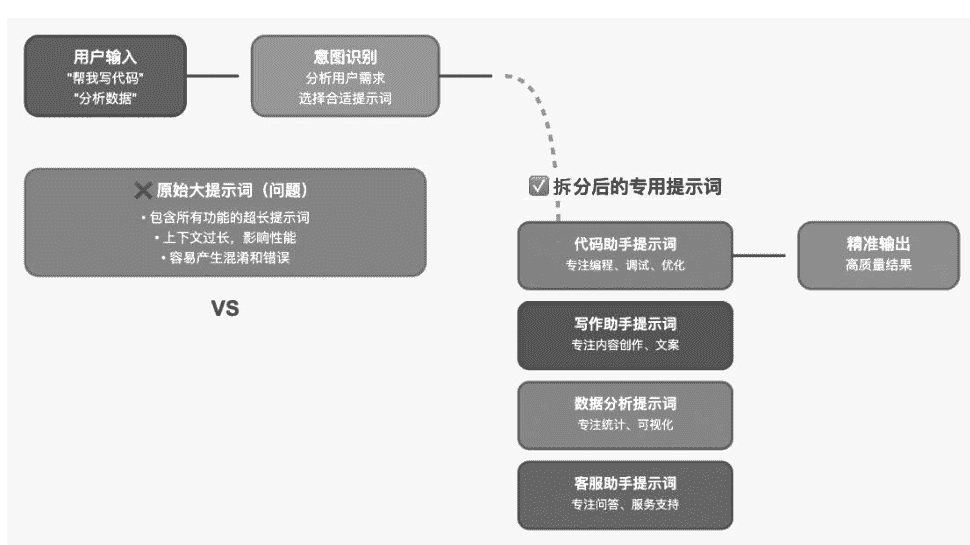 用户输入
"帮我写代码"
"分析数据"
意图识别
分析用户需求
选择合适提示词
❌ 原始大提示词（问题）
• 包含所有功能的超长提示词
• 上下文过长，影响性能
• 容易产生混淆和错误
VS
✅ 拆分后的专用提示词
代码助手提示词
专注编程、调试、优化
精准输出
高质量结果
写作助手提示词
专注内容创作、文案
数据分析提示词
专注统计、可视化
客服助手提示词
专注问答、服务支持